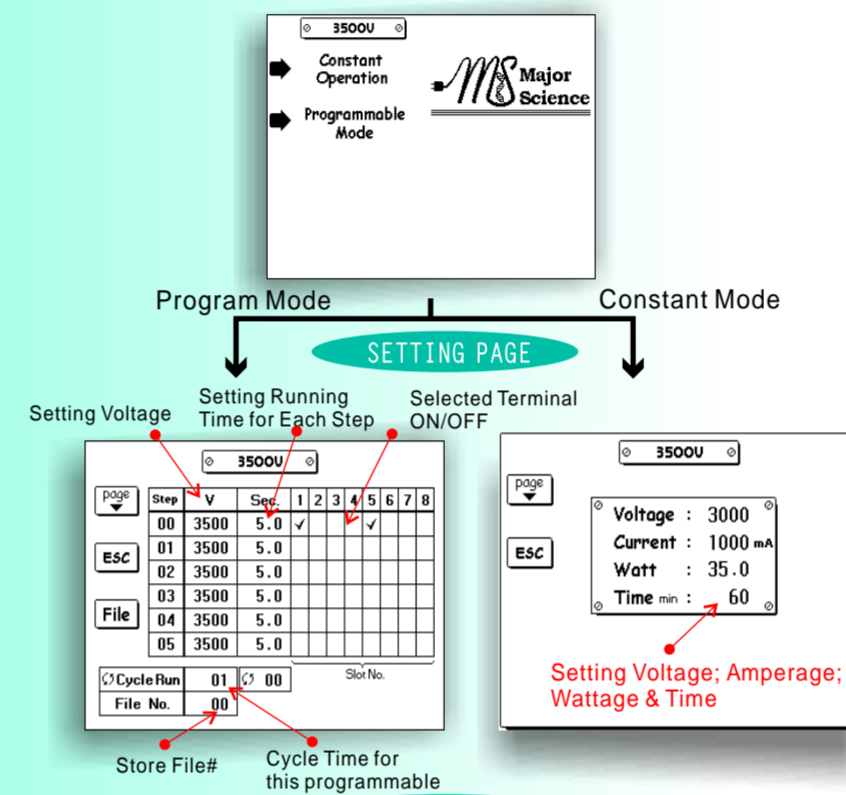 3500V
Constant
Operation
Programmable
Mode
MS Major
Science
Program Mode
Constant Mode
SETTING PAGE
Setting Voltage
Setting Running
Time for Each Step
Selected Terminal
ON/OFF
3500V
page
ESC
File
Step V Sec. 1 2 3 4 5 6 7 8
00 3500 5.0 ✓ ✓
01 3500 5.0
02 3500 5.0
03 3500 5.0
04 3500 5.0
05 3500 5.0
Slot No.
Cycle Run 01 00
File No. 00
Store File#
Cycle Time for
this programmable
3500V
page
ESC
Voltage : 3000
Current : 1000 mA
Watt : 35.0
Time min : 60
Setting Voltage; Amperage;
Wattage & Time